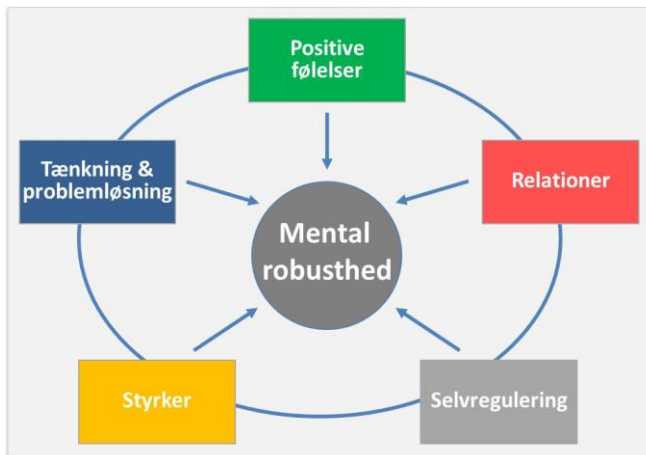 Positive
følelser
Tænkning &
problemløsning
Relationer
Mental
robusthed
Styrker
Selvregulering